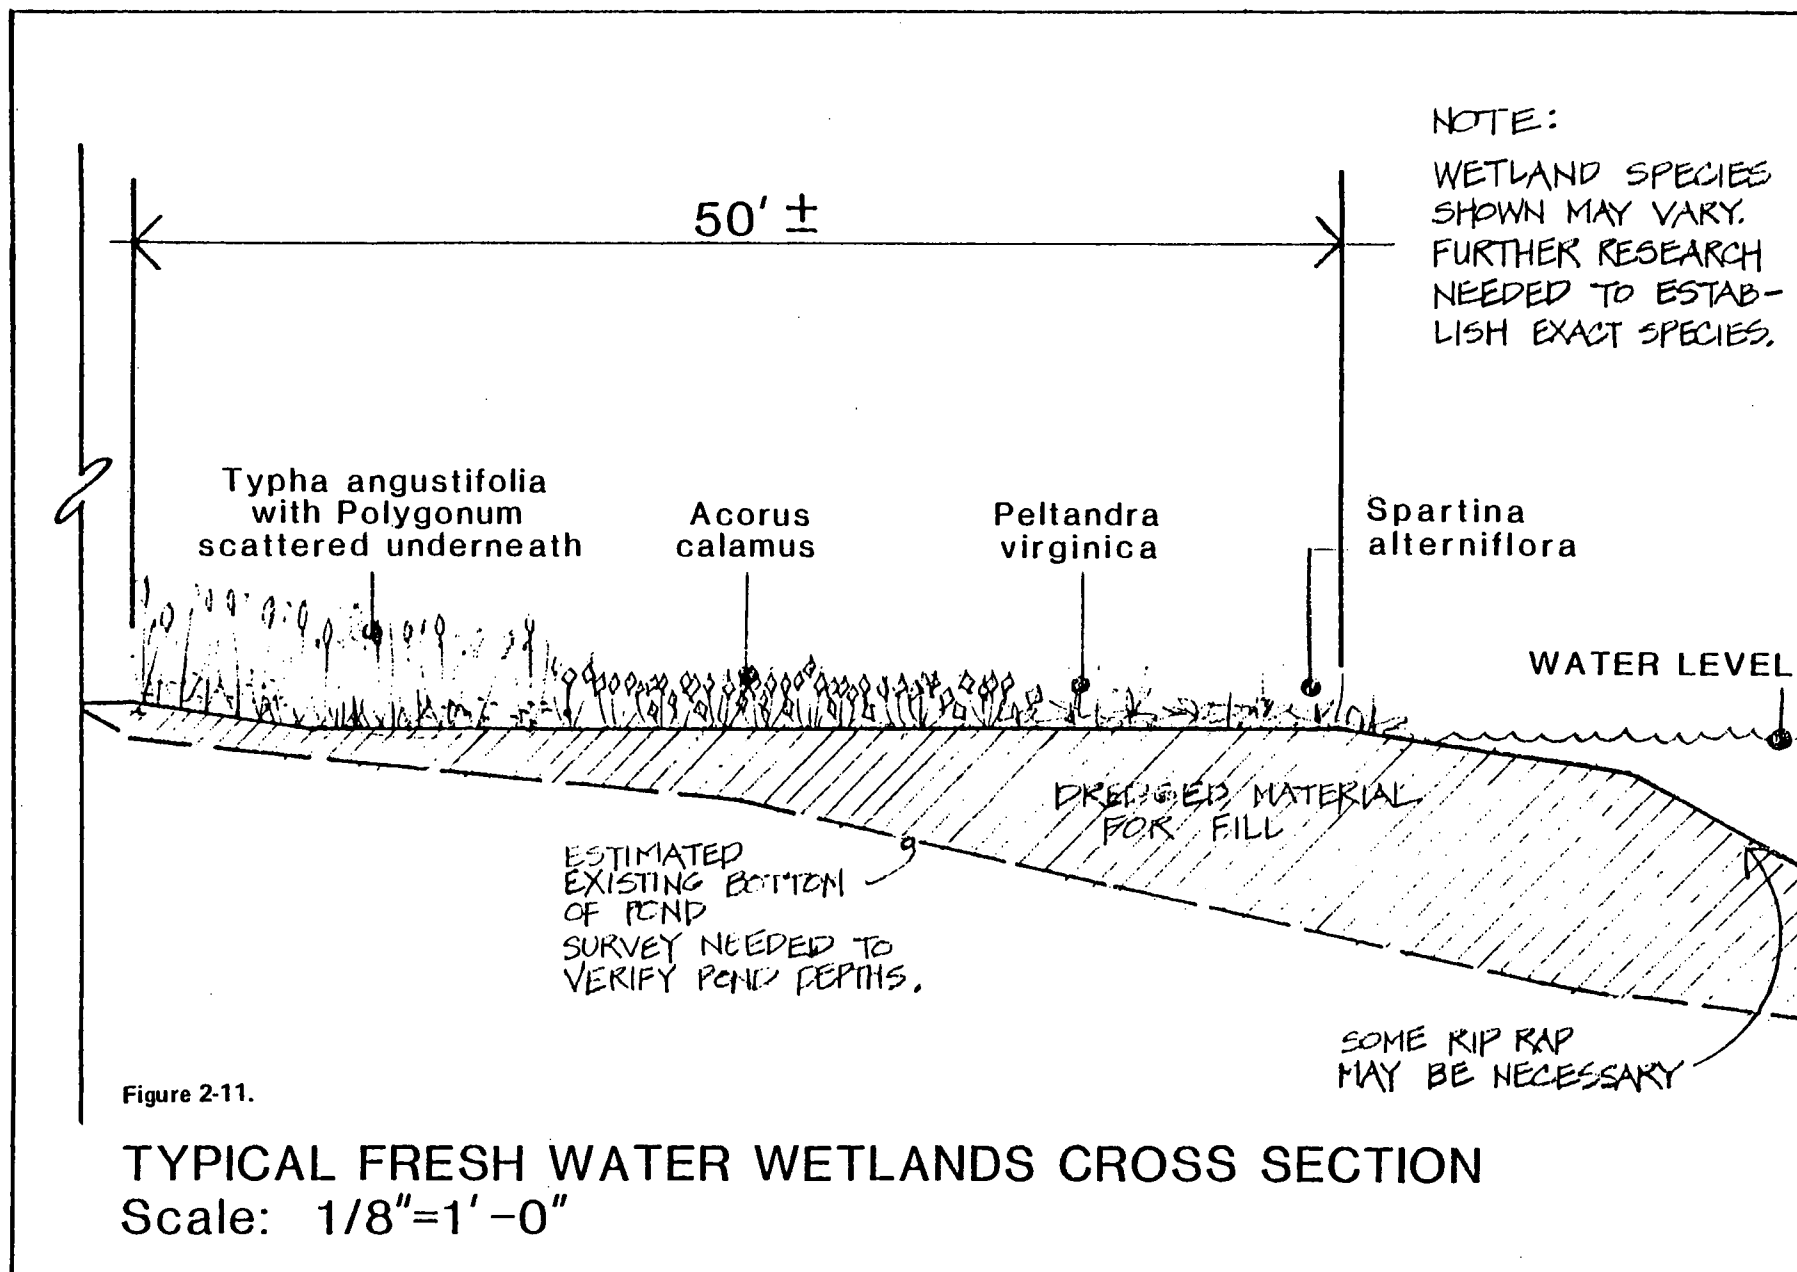 NOTE:
WETLAND SPECIES
SHOWN MAY VARY.
FURTHER RESEARCH
NEEDED TO ESTAB-
LISH EXACT SPECIES.
50' ±
Typha angustifolia
with Polygonum
scattered underneath
Acorus
calamus
Peltandra
virginica
Spartina
alterniflora
WATER LEVEL
DREDGED MATERIAL
FOR FILL
ESTIMATED
EXISTING BOTTOM
OF POND
SURVEY NEEDED TO
VERIFY POND DEPTHS.
SOME RIP RAP
MAY BE NECESSARY
Figure 2-11.
TYPICAL FRESH WATER WETLANDS CROSS SECTION
Scale: 1/8"=1'-0"